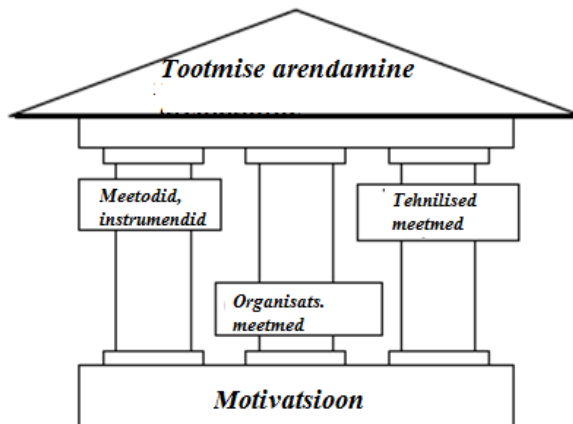 Tootmise arendamine
Meetodid,
instrumendid
Tehnilised
meetmed
Organisats.
meetmed
Motivatsioon